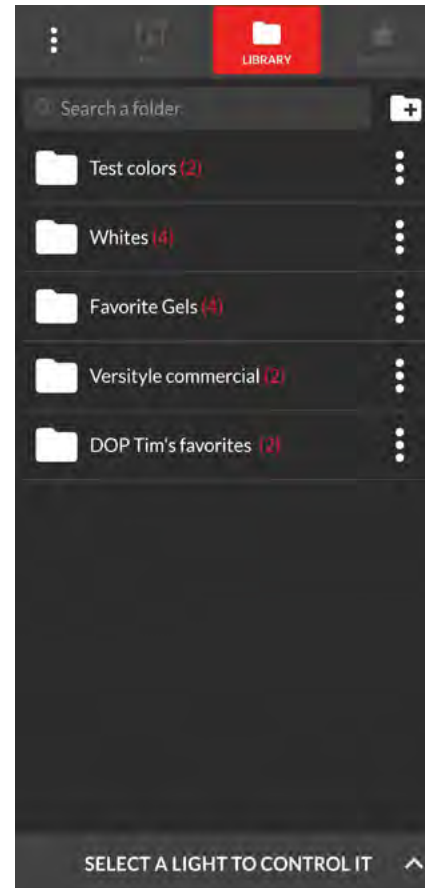 LIBRARY
Search a folder
Test colors (2)
Whites (4)
Favorite Gels (4)
Versityle commercial (2)
DOP Tim's favorites (2)
SELECT A LIGHT TO CONTROL IT